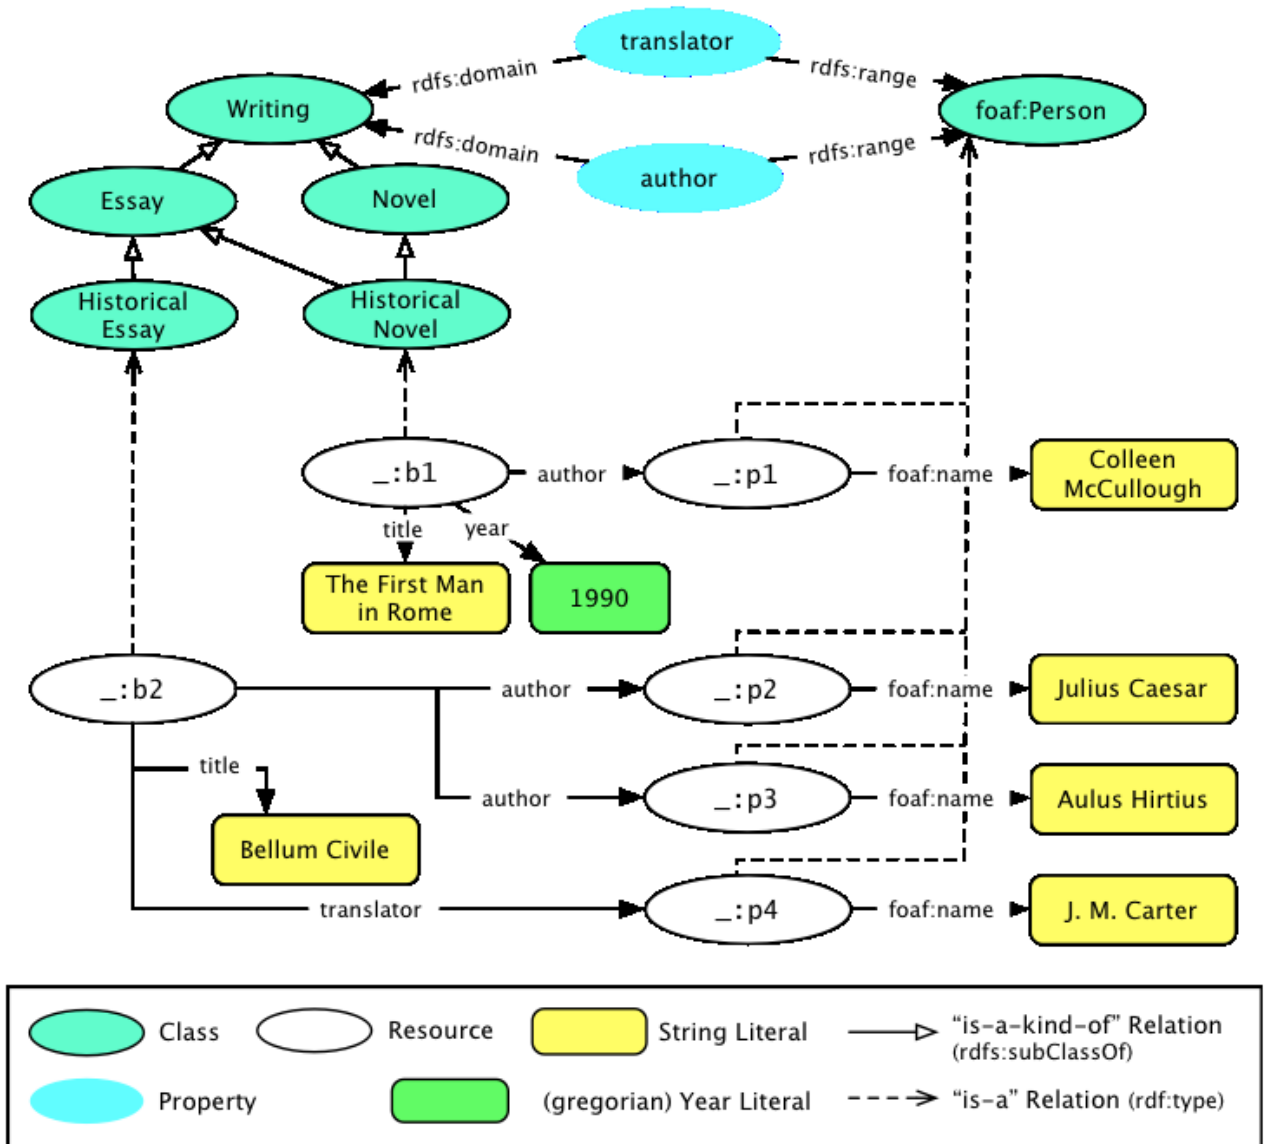 translator
rdfs:domain
rdfs:range
Writing
foaf:Person
rdfs:domain
rdfs:range
author
Essay
Novel
Historical
Essay
Historical
Novel
_:b1
author
_:p1
foaf:name
Colleen
McCullough
title
year
The First Man
in Rome
1990
_:b2
author
_:p2
foaf:name
Julius Caesar
title
author
_:p3
foaf:name
Aulus Hirtius
Bellum Civile
translator
_:p4
foaf:name
J. M. Carter
Class
Resource
String Literal
“is-a-kind-of” Relation
(rdfs:subClassOf)
Property
(gregorian) Year Literal
“is-a” Relation (rdf:type)